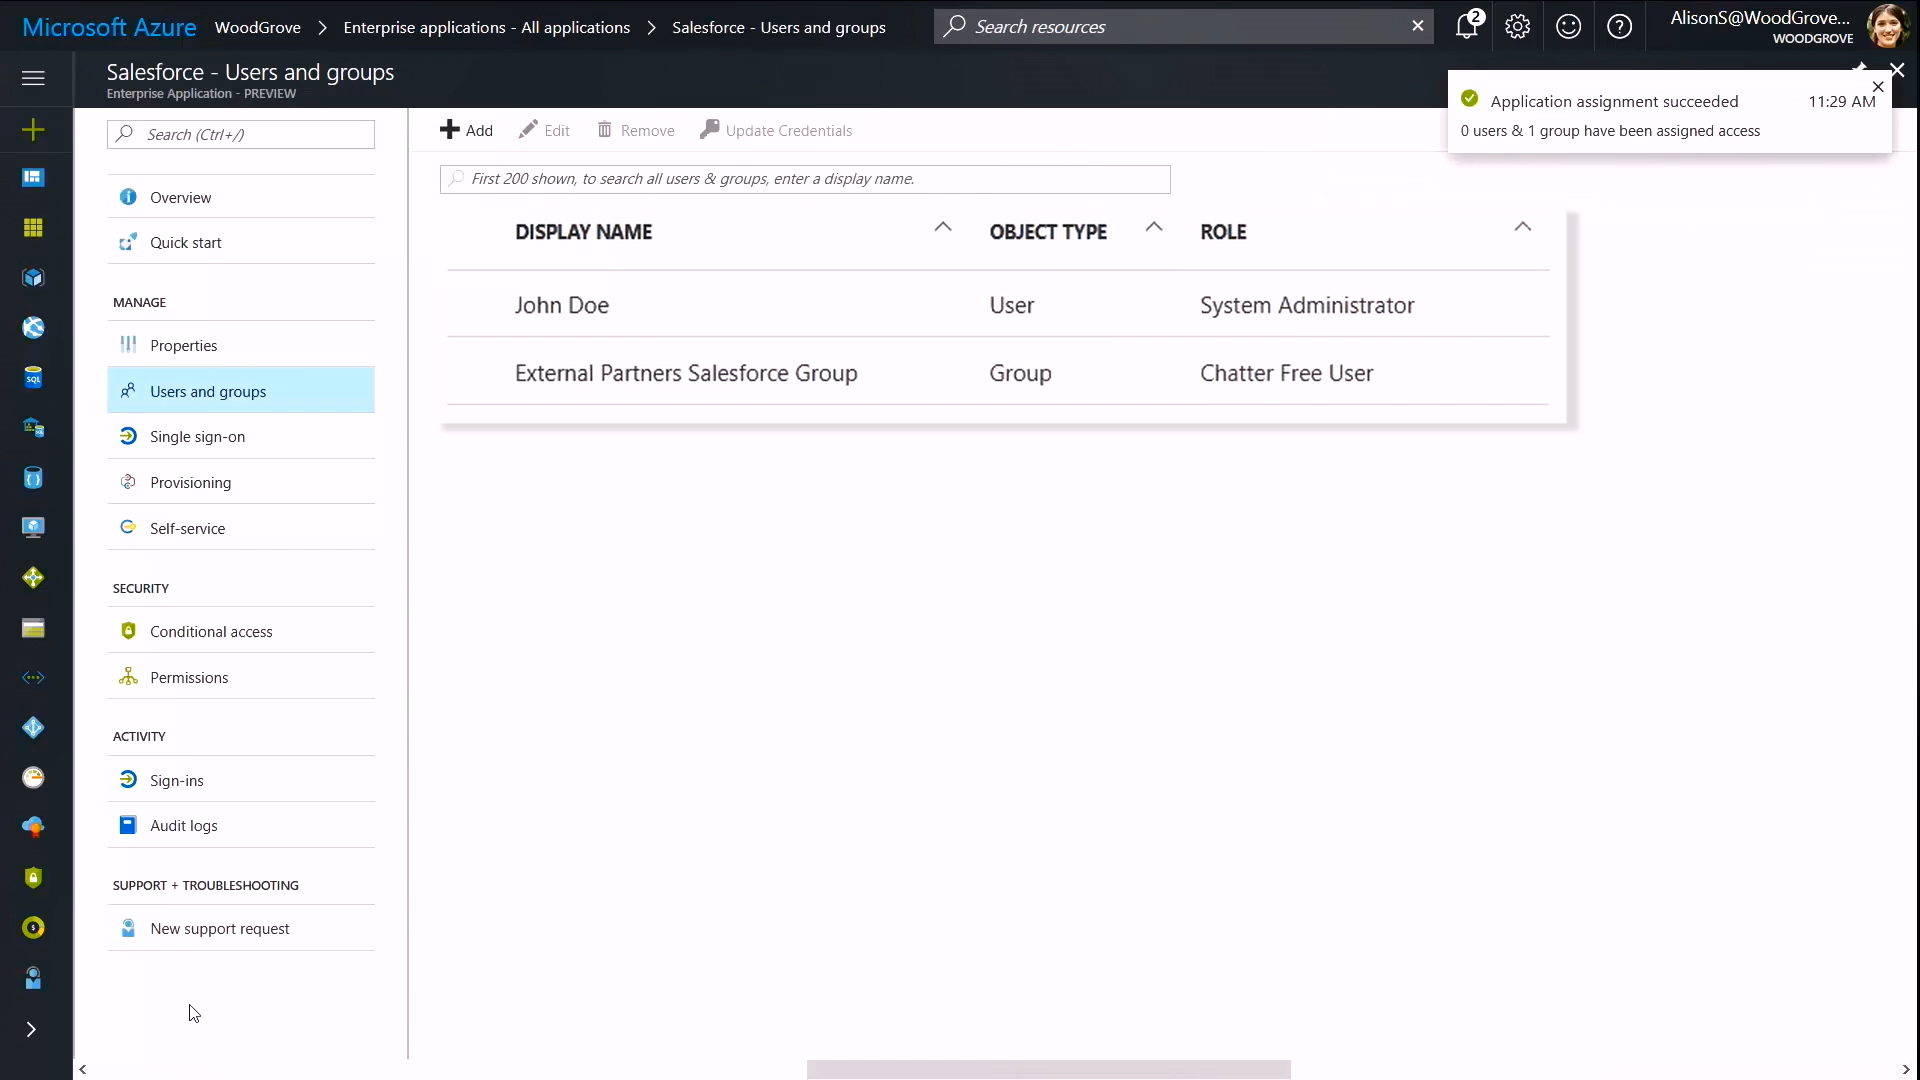 Microsoft Azure WoodGrove > Enterprise applications - All applications > Salesforce - Users and groups
Search resources
2
AlisonS@WoodGrove...
WOODGROVE
Salesforce - Users and groups
Enterprise Application - PREVIEW
Application assignment succeeded 11:29 AM
0 users & 1 group have been assigned access
Search (Ctrl+/)
Overview
Quick start
MANAGE
Properties
Users and groups
Single sign-on
Provisioning
Self-service
SECURITY
Conditional access
Permissions
ACTIVITY
Sign-ins
Audit logs
SUPPORT + TROUBLESHOOTING
New support request
Add Edit Remove Update Credentials
First 200 shown, to search all users & groups, enter a display name.
DISPLAY NAME OBJECT TYPE ROLE
John Doe User System Administrator
External Partners Salesforce Group Group Chatter Free User
SQL